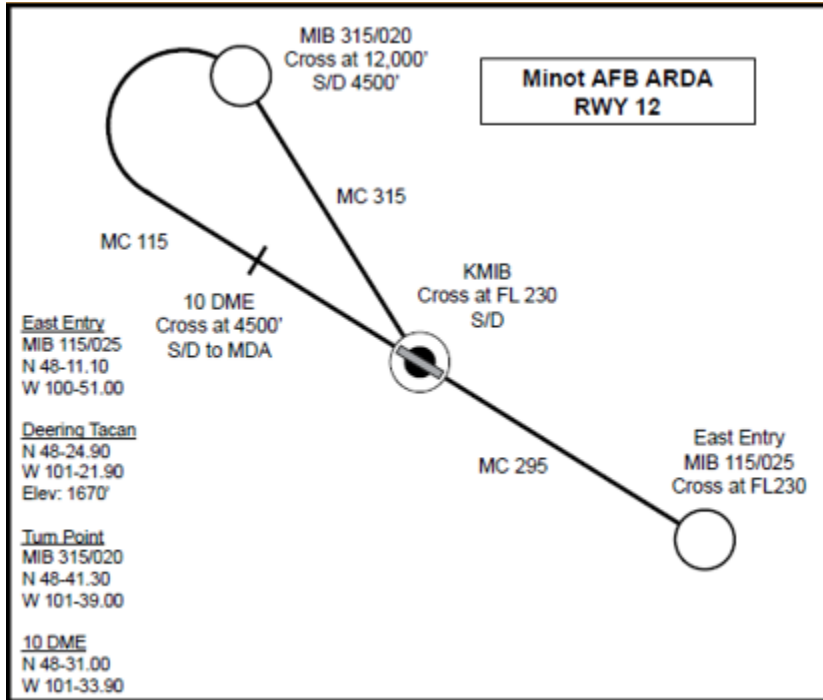 MIB 315/020
Cross at 12,000’
S/D 4500’
Minot AFB ARDA
RWY 12
MC 315
MC 115
KMIB
Cross at FL 230
S/D
10 DME
Cross at 4500’
S/D to MDA
MC 295
East Entry
MIB 115/025
Cross at FL230
East Entry
MIB 115/025
N 48-11.10
W 100-51.00
Deering Tacan
N 48-24.90
W 101-21.90
Elev: 1670’
Turn Point
MIB 315/020
N 48-41.30
W 101-39.00
10 DME
N 48-31.00
W 101-33.90